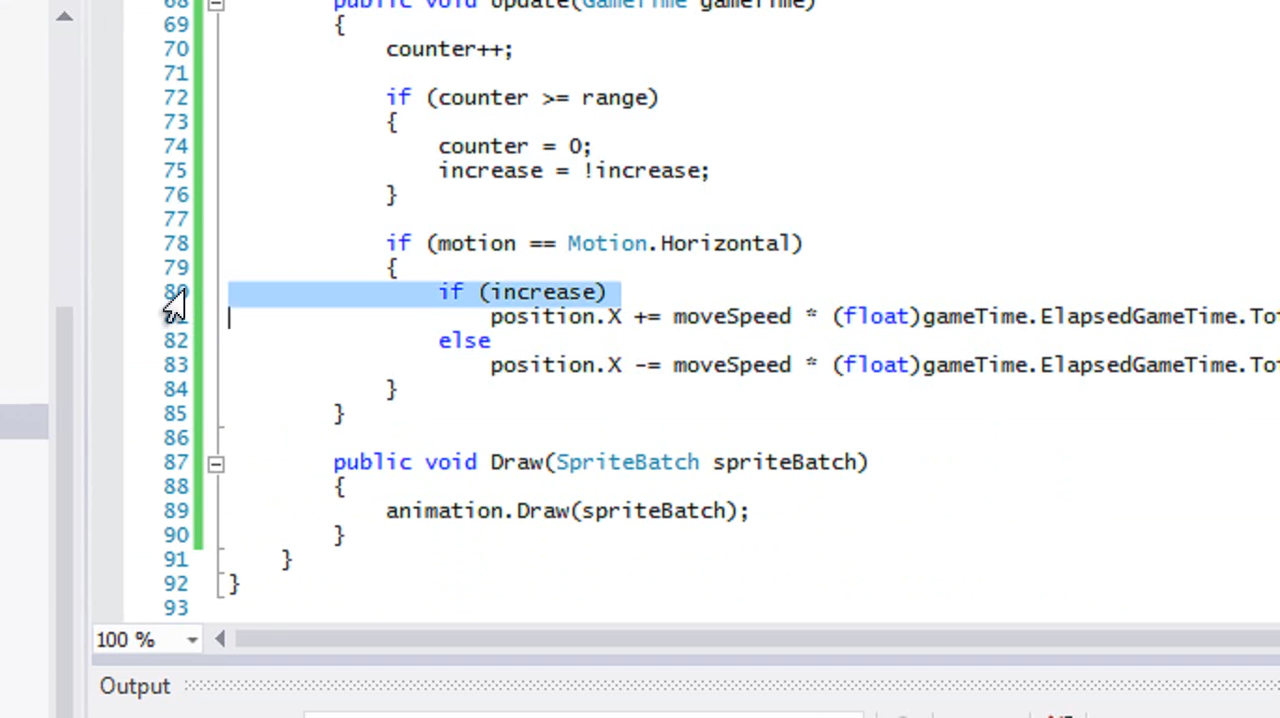 68 public void Update(GameTime gameTime)
69 {
70 counter++;
71
72 if (counter >= range)
73 {
74 counter = 0;
75 increase = !increase;
76 }
77
78 if (motion == Motion.Horizontal)
79 {
80 if (increase)
81 position.X += moveSpeed * (float)gameTime.ElapsedGameTime.To
82 else
83 position.X -= moveSpeed * (float)gameTime.ElapsedGameTime.To
84 }
85 }
86
87 public void Draw(SpriteBatch spriteBatch)
88 {
89 animation.Draw(spriteBatch);
90 }
91 }
92 }
93
100 %
Output